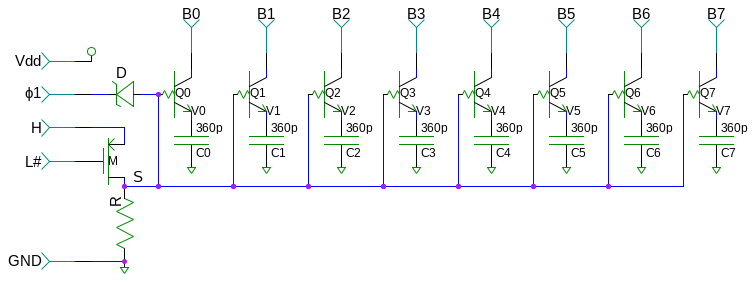 B0 B1 B2 B3 B4 B5 B6 B7
Vdd
D
ϕ1 Q0 Q1 Q2 Q3 Q4 Q5 Q6 Q7
V0 V1 V2 V3 V4 V5 V6 V7
H 360p 360p 360p 360p 360p 360p 360p 360p
C0 C1 C2 C3 C4 C5 C6 C7
L# M
S
R
GND